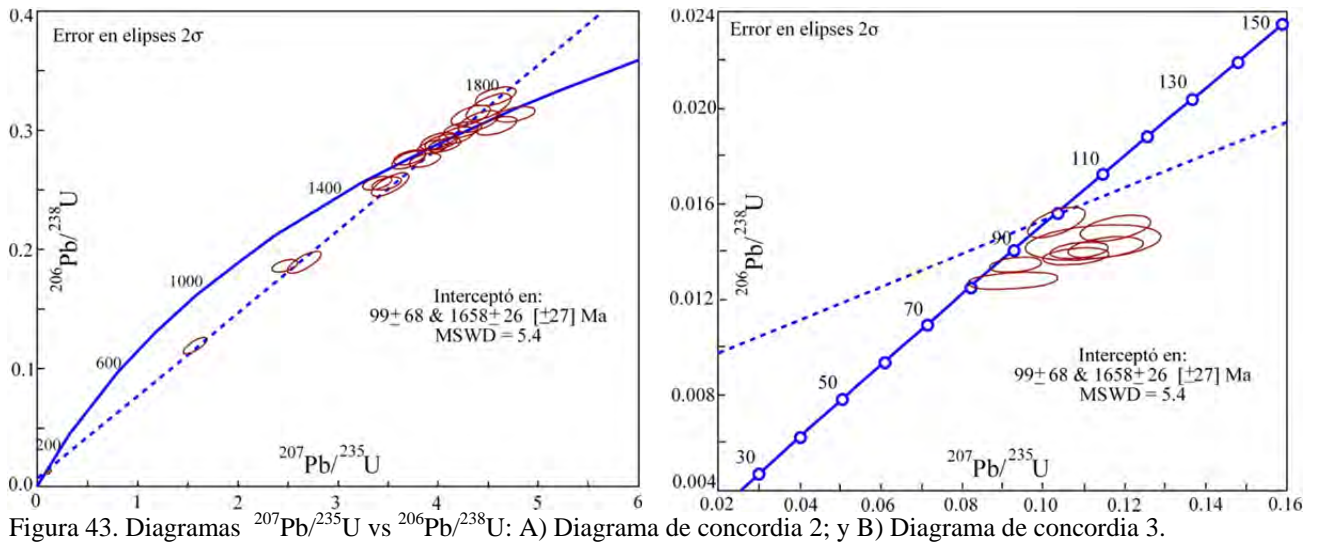 0.4
Error en elipses 2σ
1800
0.3
1400
²⁰⁶Pb/²³⁸U
0.2
1000
Interceptó en:
99±68 & 1658±26 [±27] Ma
MSWD = 5.4
0.1
600
200
²⁰⁷Pb/²³⁵U
0.0
0 1 2 3 4 5 6
0.024
Error en elipses 2σ
150
0.020
130
110
0.016
²⁰⁶Pb/²³⁸U
90
0.012
70
Interceptó en:
99±68 & 1658±26 [±27] Ma
MSWD = 5.4
0.008
50
30
²⁰⁷Pb/²³⁵U
0.004
0.02 0.04 0.06 0.08 0.10 0.12 0.14 0.16
Figura 43. Diagramas ²⁰⁷Pb/²³⁵U vs ²⁰⁶Pb/²³⁸U: A) Diagrama de concordia 2; y B) Diagrama de concordia 3.